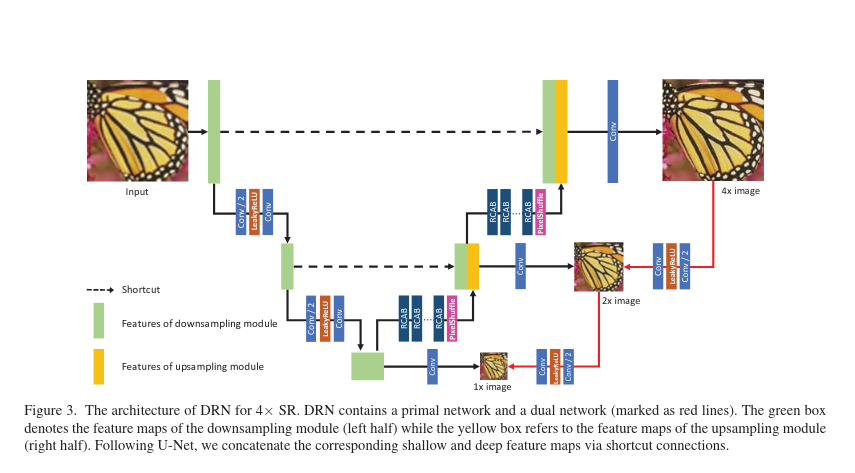 Input
4x image
Conv
Conv / 2
LeakyReLU
Conv
RCAB
RCAB
RCAB
PixelShuffle
Conv
2x image
Conv
LeakyReLU
Conv / 2
Shortcut
Features of downsampling module
Features of upsampling module
Conv / 2
LeakyReLU
Conv
RCAB
RCAB
RCAB
PixelShuffle
Conv
1x image
Conv
LeakyReLU
Conv / 2
Figure 3. The architecture of DRN for 4× SR. DRN contains a primal network and a dual network (marked as red lines). The green box
denotes the feature maps of the downsampling module (left half) while the yellow box refers to the feature maps of the upsampling module
(right half). Following U-Net, we concatenate the corresponding shallow and deep feature maps via shortcut connections.